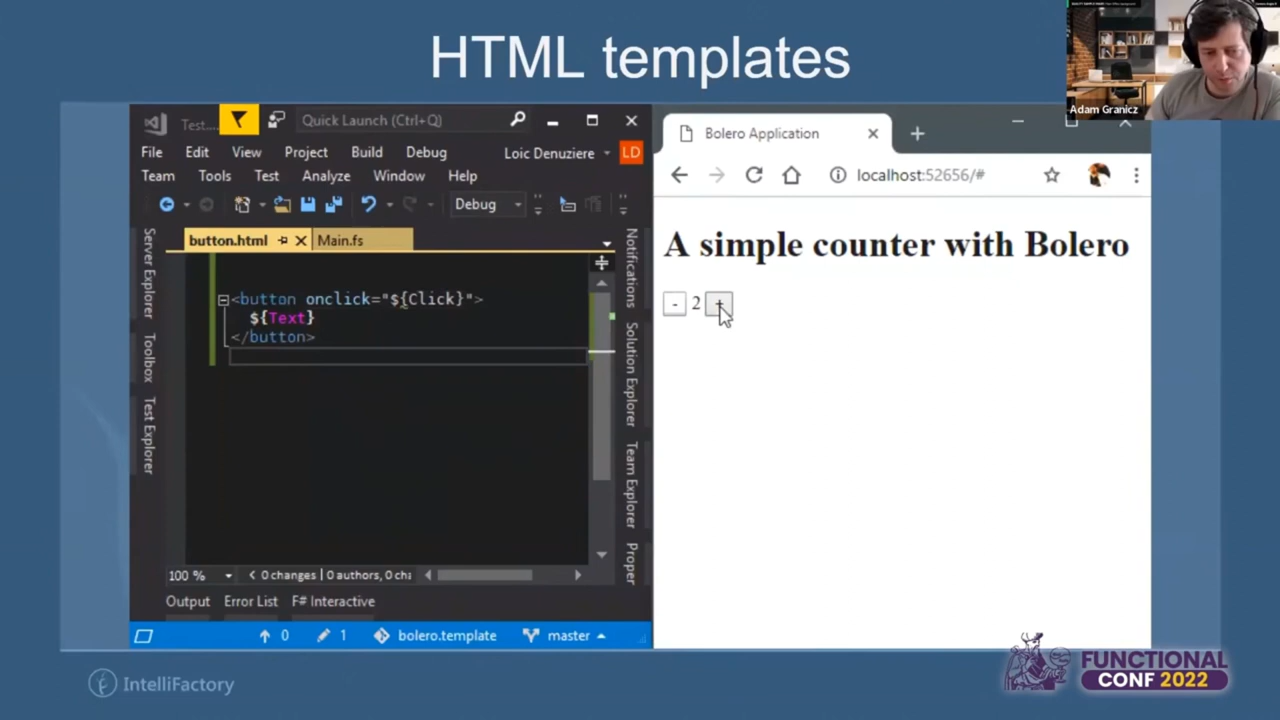 HTML templates
Adam Granicz
Test....
Quick Launch (Ctrl+Q)
File Edit View Project Build Debug
Loic Denuziere
LD
Team Tools Test Analyze Window Help
Debug
button.html
Main.fs
Server Explorer
Toolbox
Test Explorer
<button onclick="${Click}">
${Text}
</button>
Notifications
Solution Explorer
Team Explorer
Proper
100 %
0 changes | 0 authors, 0 cha
Output Error List F# Interactive
0
1
bolero.template
master
Bolero Application
localhost:52656/#
A simple counter with Bolero
- 2 +
IntelliFactory
FUNCTIONAL
CONF 2022